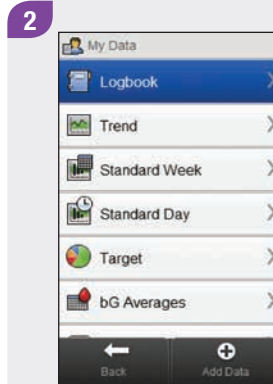 2
My Data
Logbook
Trend
Standard Week
Standard Day
Target
bG Averages
Back
Add Data